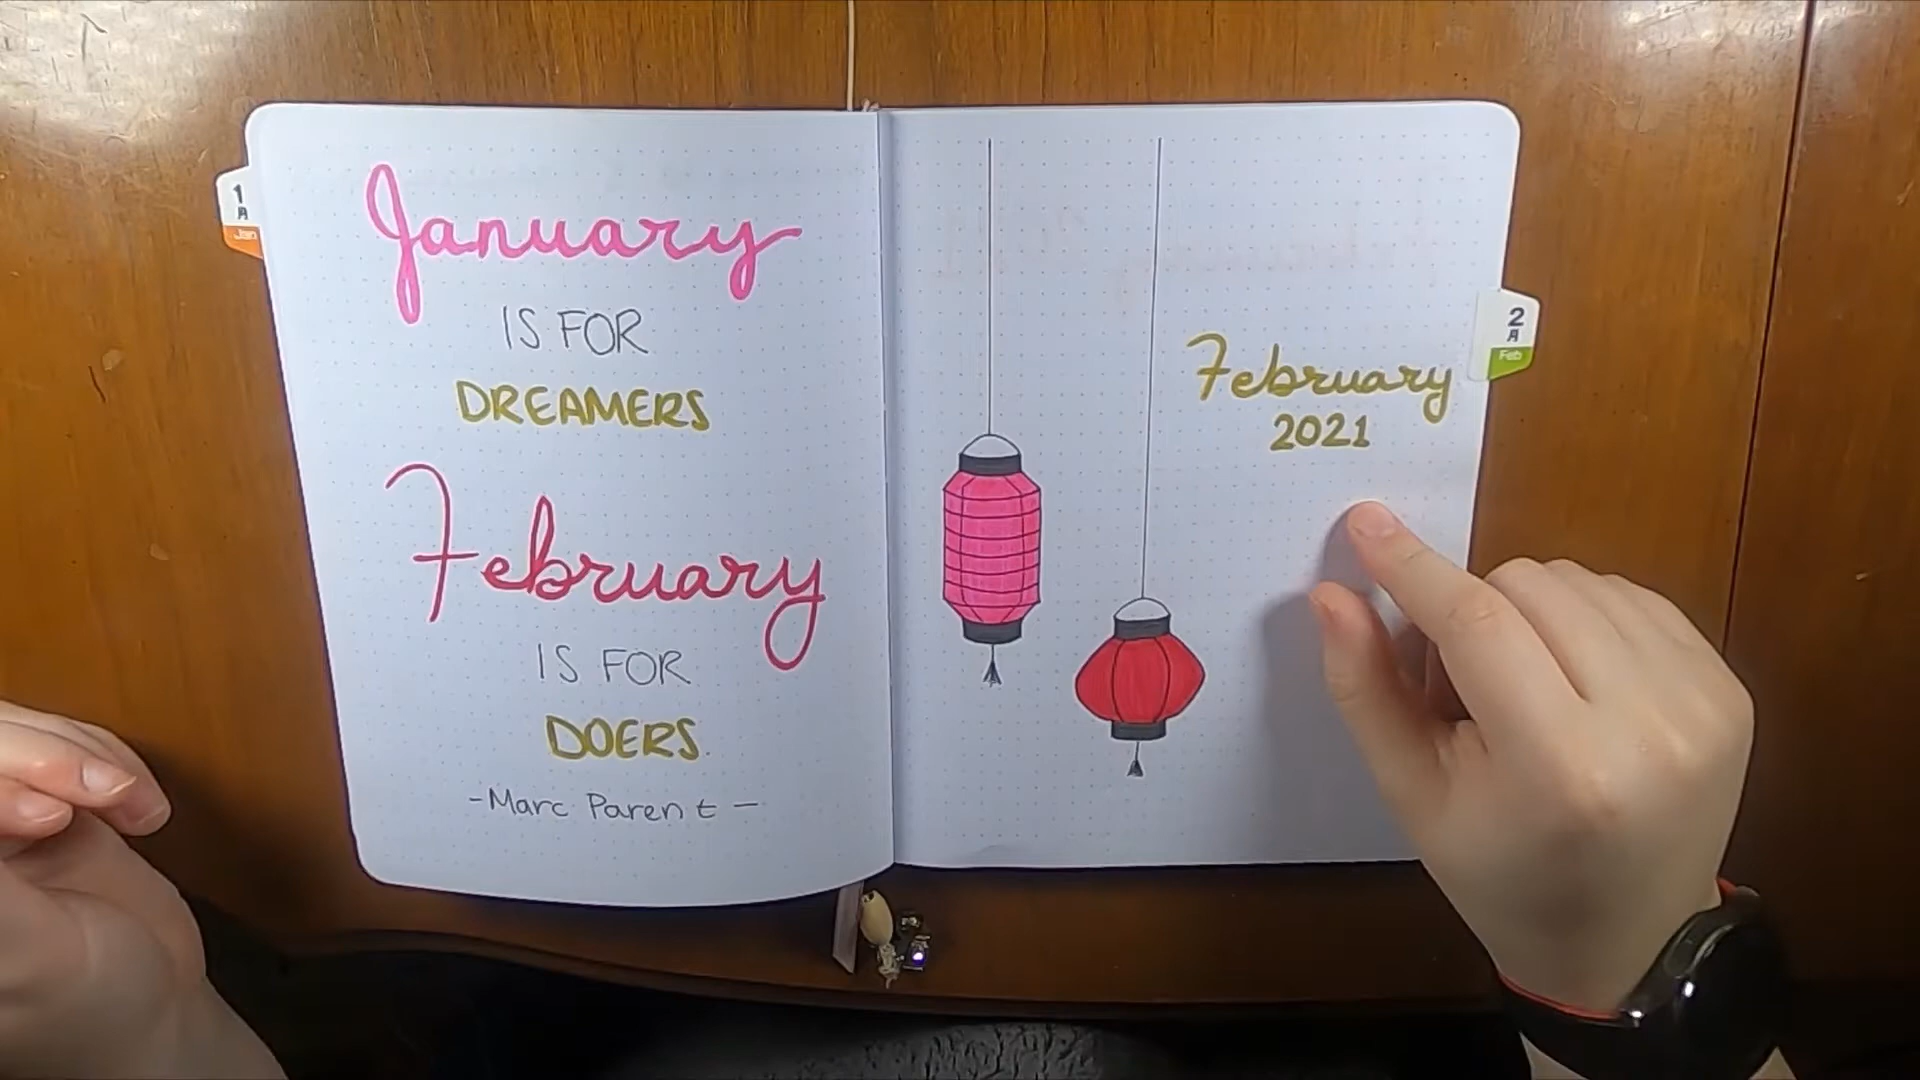 1
月
Jan
January
IS FOR
DREAMERS
February
IS FOR
DOERS
-Marc Parent-
February
2021
2
月
Feb